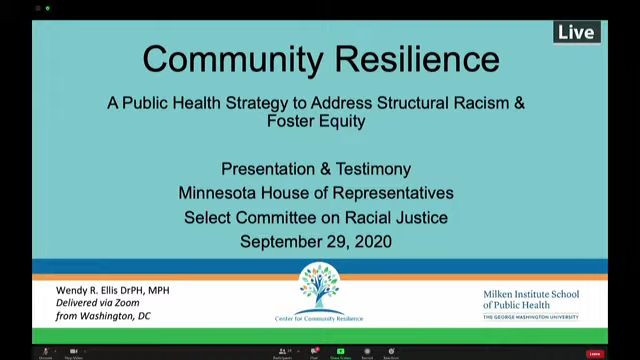 Live
Community Resilience
A Public Health Strategy to Address Structural Racism &
Foster Equity
Presentation & Testimony
Minnesota House of Representatives
Select Committee on Racial Justice
September 29, 2020
Wendy R. Ellis DrPH, MPH
Delivered via Zoom
from Washington, DC
Center for Community Resilience
Milken Institute School
of Public Health
THE GEORGE WASHINGTON UNIVERSITY